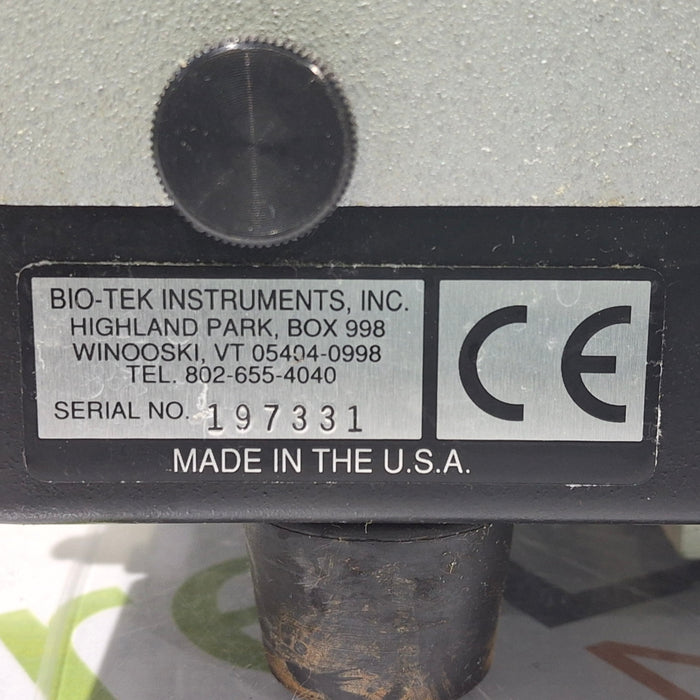 BIO-TEK INSTRUMENTS, INC.
HIGHLAND PARK, BOX 998
WINOOSKI, VT 05404-0998
TEL. 802-655-4040
SERIAL NO. 197331
CE
MADE IN THE U.S.A.